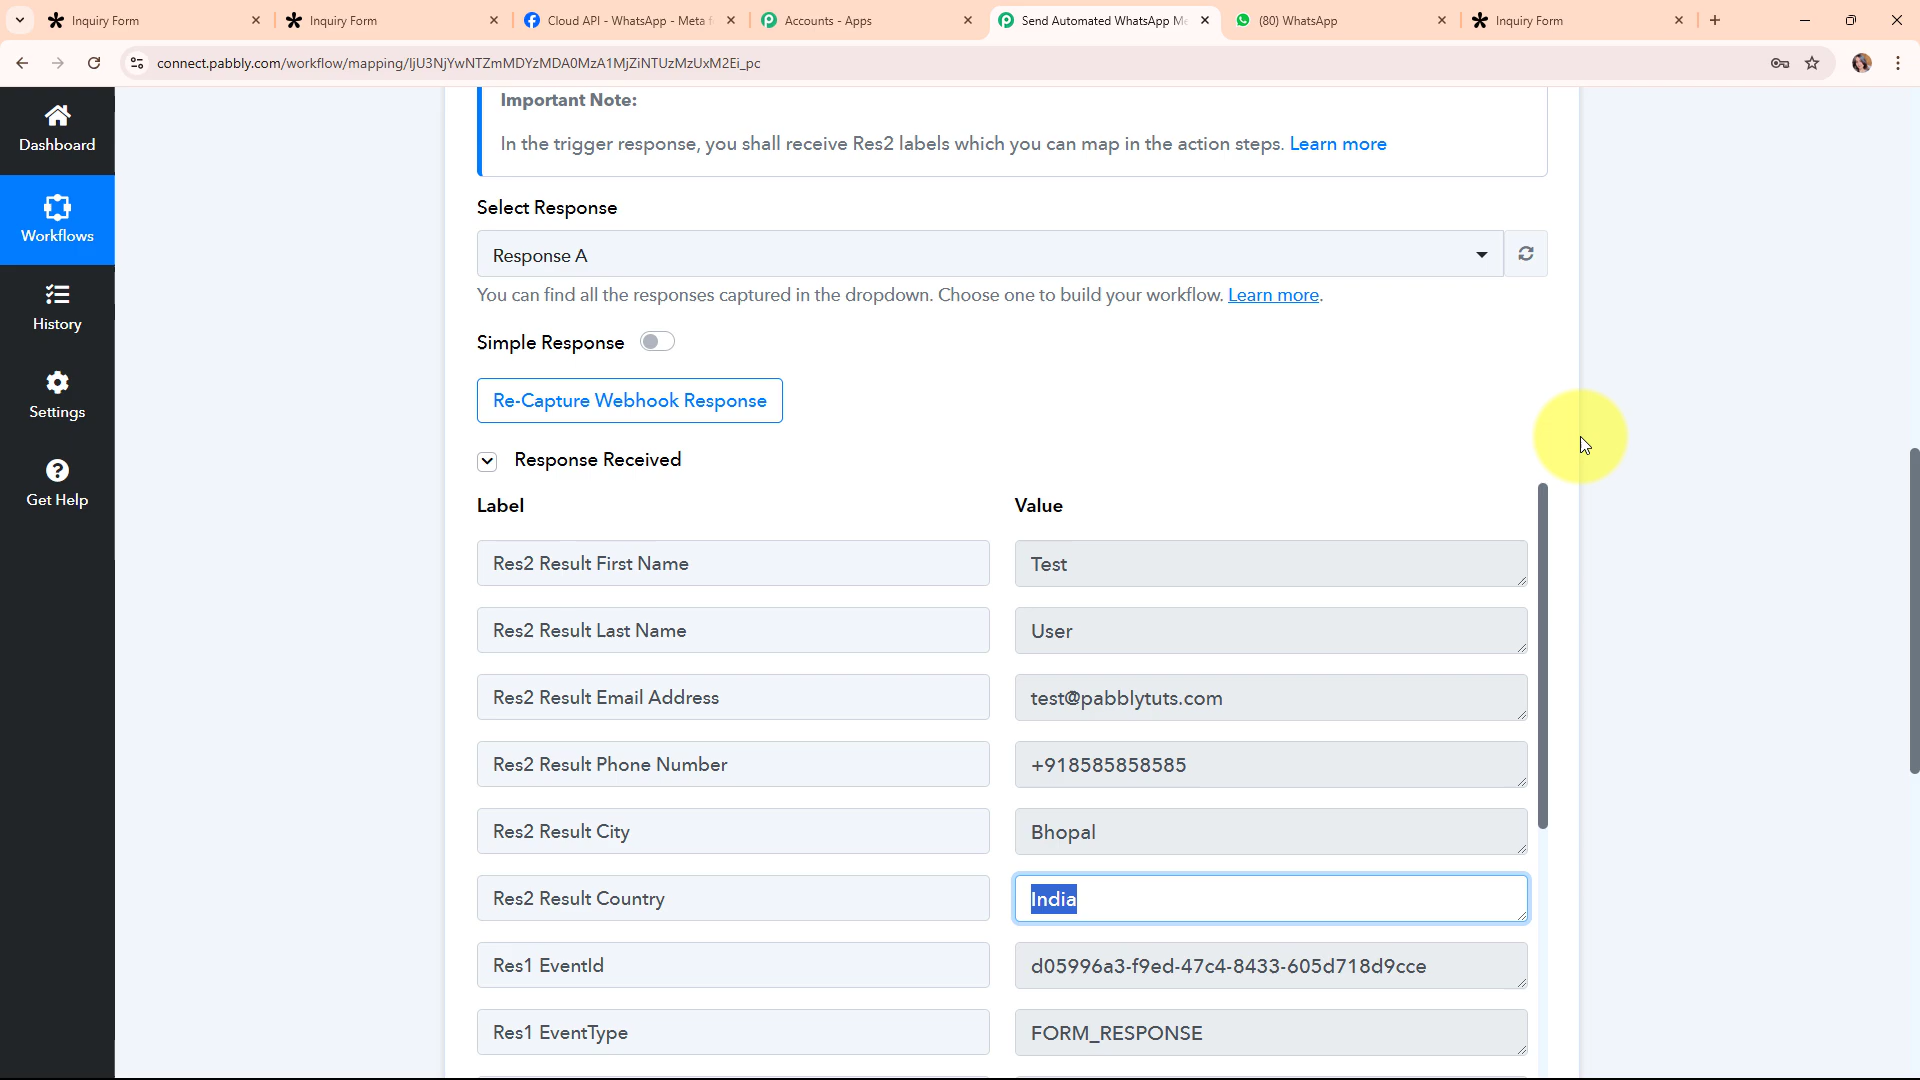 Inquiry Form
Inquiry Form
Cloud API - WhatsApp - Meta f
Accounts - Apps
Send Automated WhatsApp Me
(80) WhatsApp
Inquiry Form
connect.pabbly.com/workflow/mapping/IjU3NjYwNTZmMDYzMDA0MzA1MjZiNTUzMzUxM2Ei_pc
Dashboard
Workflows
History
Settings
Get Help
Important Note:
In the trigger response, you shall receive Res2 labels which you can map in the action steps. Learn more
Select Response
Response A
You can find all the responses captured in the dropdown. Choose one to build your workflow. Learn more.
Simple Response
Re-Capture Webhook Response
Response Received
Label Value
Res2 Result First Name Test
Res2 Result Last Name User
Res2 Result Email Address test@pabblytuts.com
Res2 Result Phone Number +918585858585
Res2 Result City Bhopal
Res2 Result Country India
Res1 EventId d05996a3-f9ed-47c4-8433-605d718d9cce
Res1 EventType FORM_RESPONSE